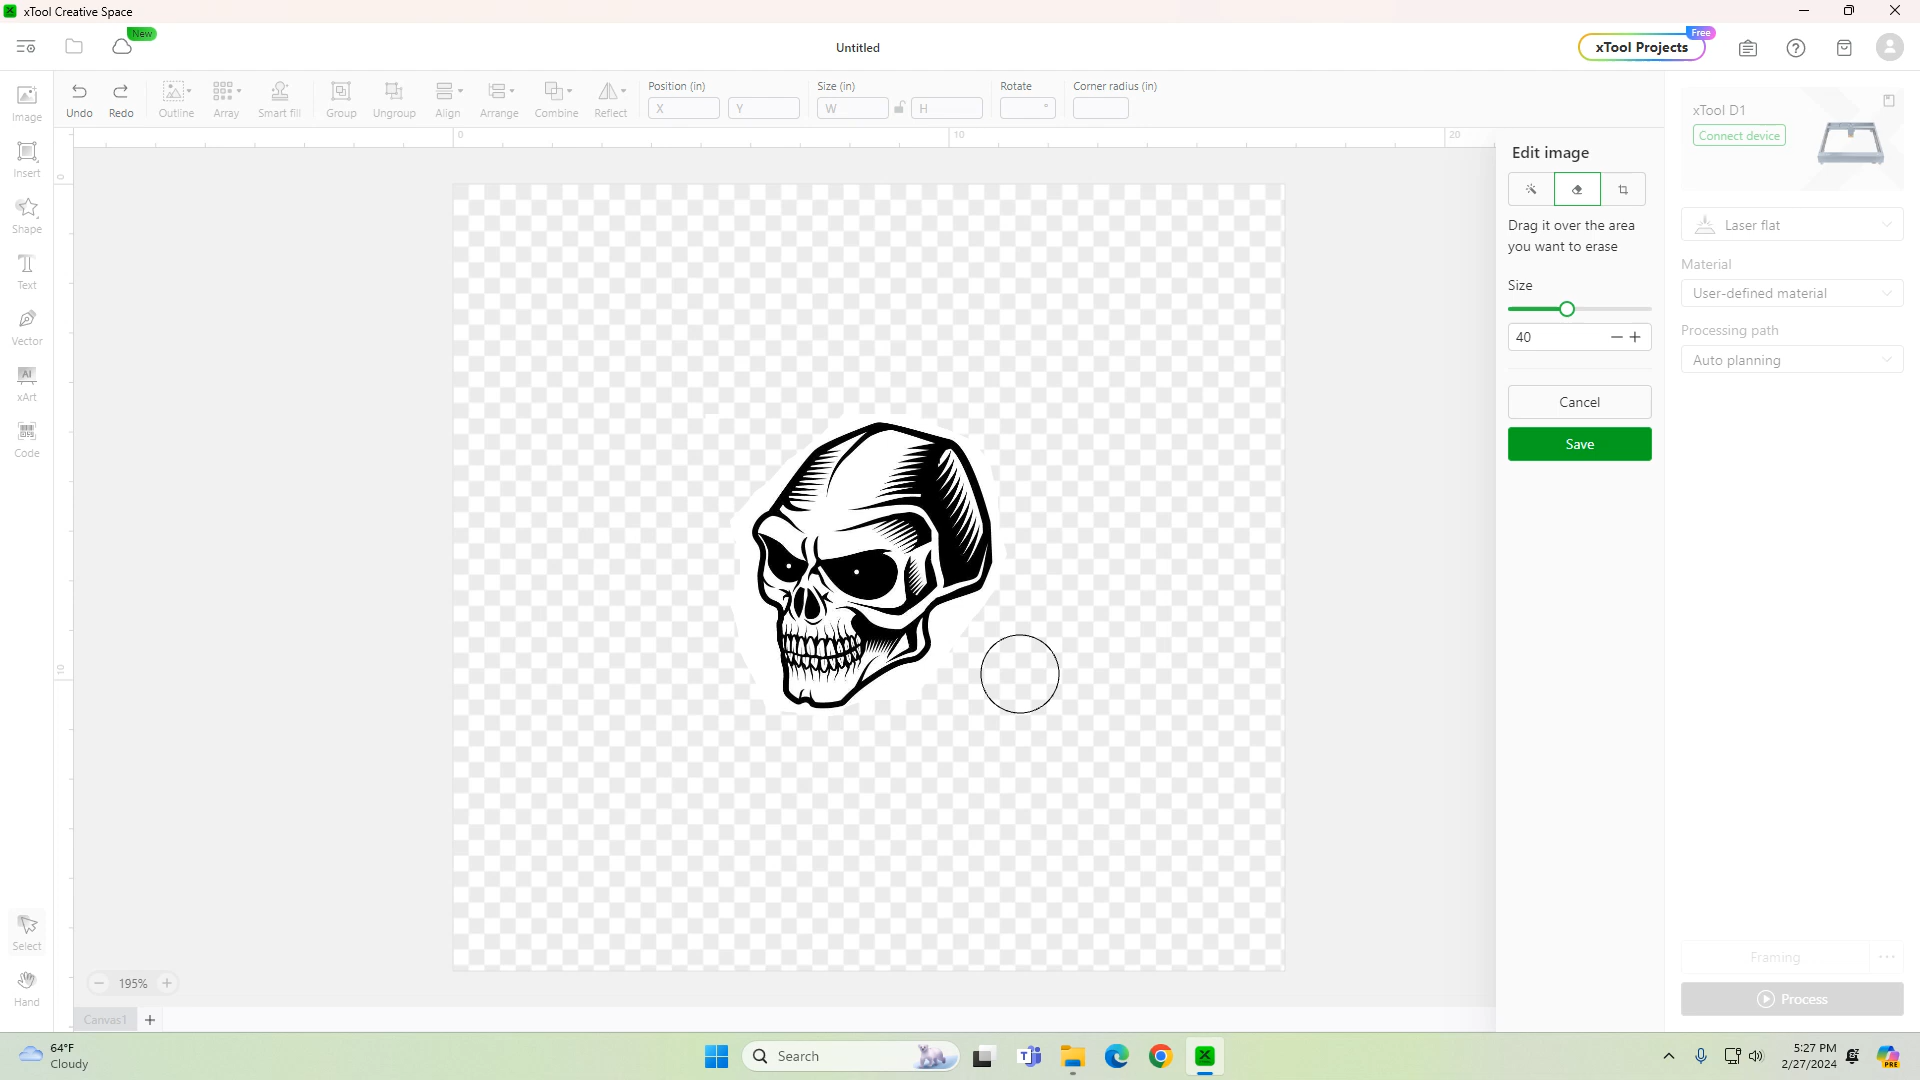 xTool Creative Space
New
Untitled
Free
xTool Projects
Image
Insert
Shape
Text
Vector
AI
xArt
Code
Select
Hand
Undo
Redo
Outline
Array
Smart fill
Group
Ungroup
Align
Arrange
Combine
Reflect
Position (in)
X
Y
Size (in)
W
H
Rotate
°
Corner radius (in)
0
10
20
0
10
195%
Canvas1
Edit image
Drag it over the area
you want to erase
Size
40
Cancel
Save
xTool D1
Connect device
Laser flat
Material
User-defined material
Processing path
Auto planning
Framing
Process
64°F
Cloudy
Search
5:27 PM
2/27/2024
PRE